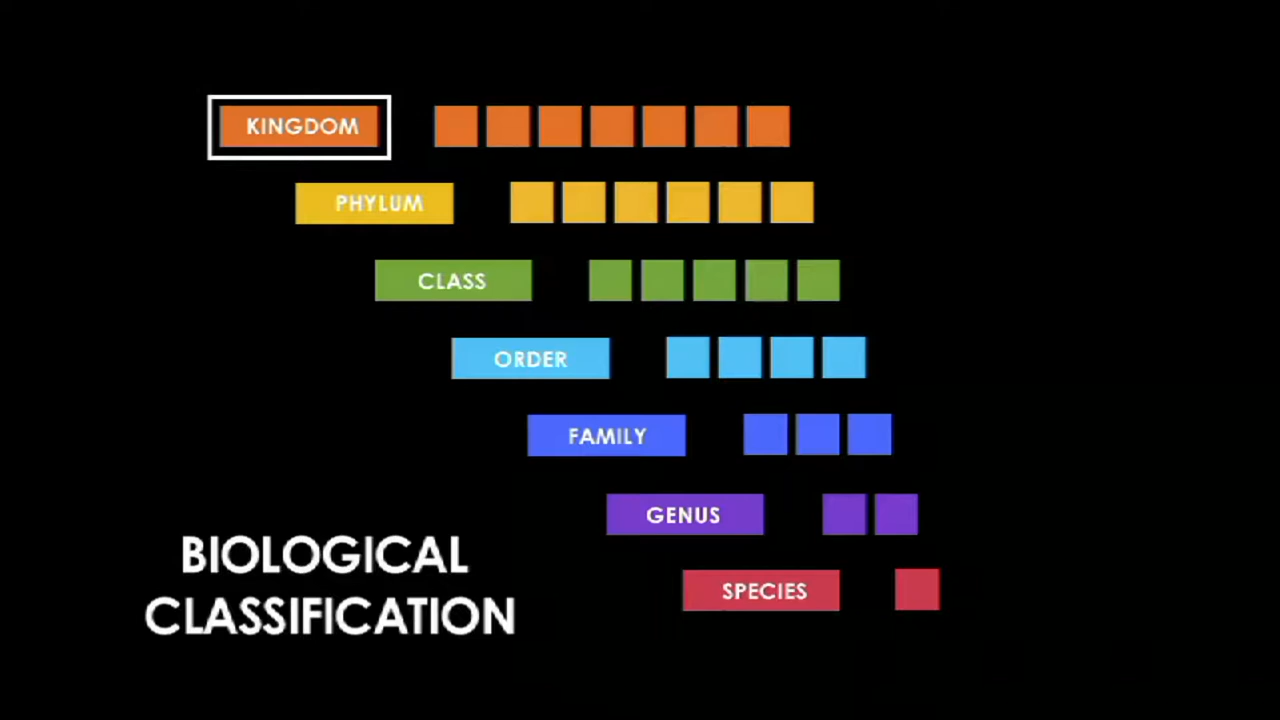 KINGDOM
PHYLUM
CLASS
ORDER
FAMILY
GENUS
SPECIES
BIOLOGICAL
CLASSIFICATION